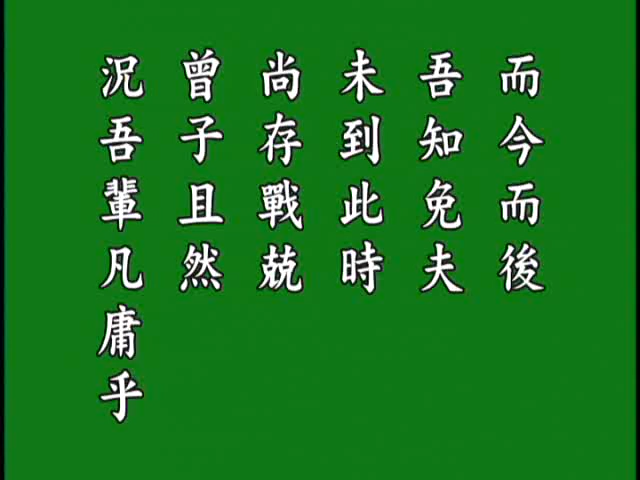 而今而後
吾知免夫
未到此時
尚存戰兢
曾子且然
況吾輩凡庸乎